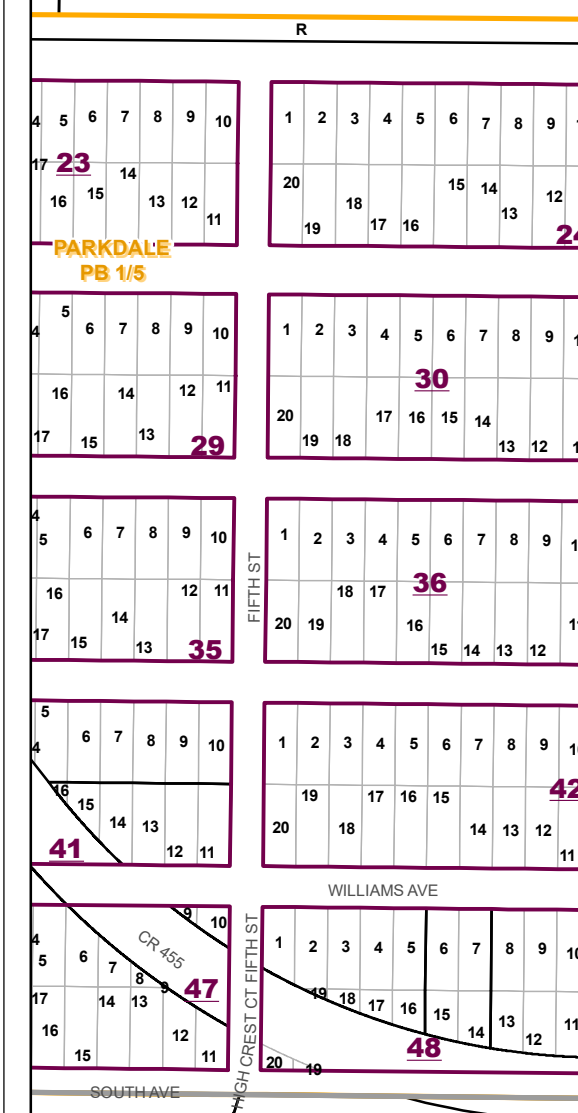 R
4 5 6 7 8 9 10
17 23 14
16 15 13 12 11
1 2 3 4 5 6 7 8 9
20 19 18 17 16 15 14 13 12
24
PARKDALE
PB 1/5
4 5 6 7 8 9 10
16 14 12 11
17 15 13 29
1 2 3 4 5 6 7 8 9
30
20 19 18 17 16 15 14 13 12
4 5 6 7 8 9 10
16 12 11
17 15 14 13 35
FIFTH ST
1 2 3 4 5 6 7 8 9
36
18 17
20 19 16 15 14 13 12
5
4 6 7 8 9 10
16 15 14 13 12 11
41
1 2 3 4 5 6 7 8 9 10
42
19 17 16 15
20 18 14 13 12 11
WILLIAMS AVE
9 10
CR 455
4 5 6 7 8 9
47
17 14 13
16 15 12 11
HIGH CREST CT FIFTH ST
1 2 3 4 5 6 7 8 9 10
19 18 17 16 15 14 13 12 11
48
20 19
SOUTH AVE